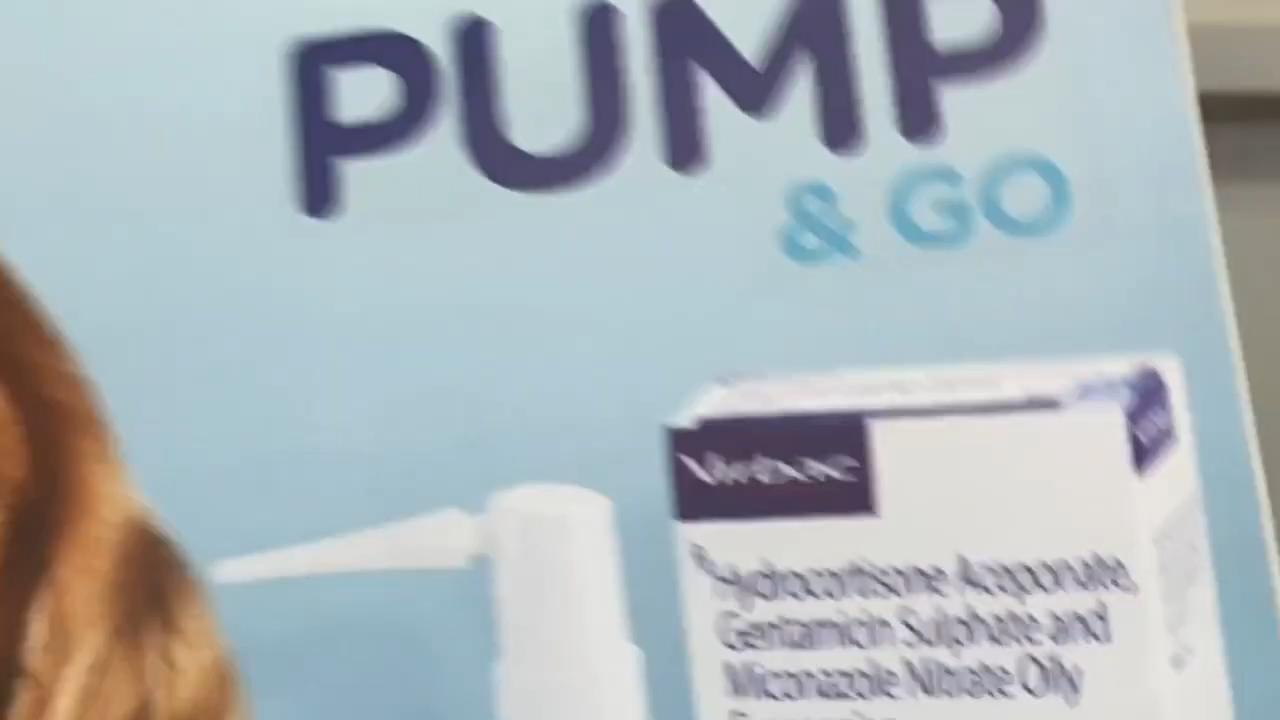 PUMP
& GO
Hydrocortisone Aceponate,
Gentamicin Sulphate and
Miconazole Nitrate Oily